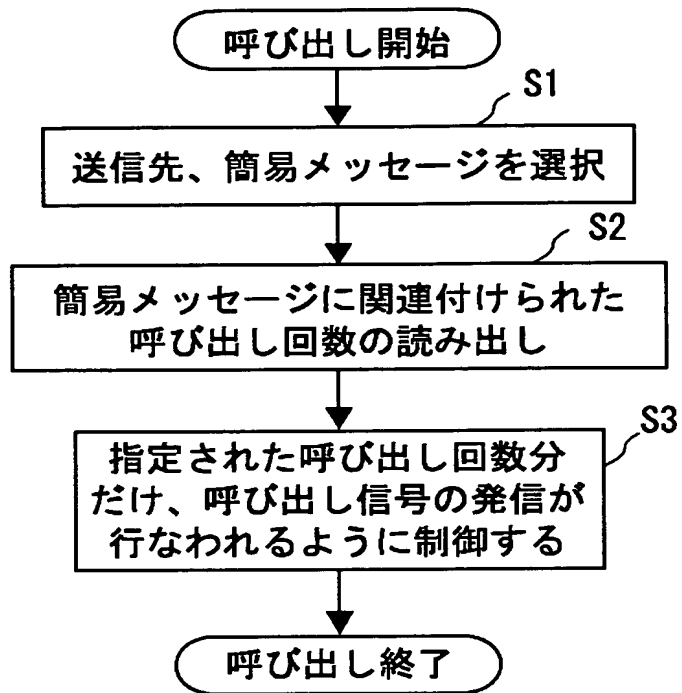 呼び出し開始
S1
送信先、簡易メッセージを選択
S2
簡易メッセージに関連付けられた
呼び出し回数の読み出し
S3
指定された呼び出し回数分
だけ、呼び出し信号の発信が
行なわれるように制御する
呼び出し終了